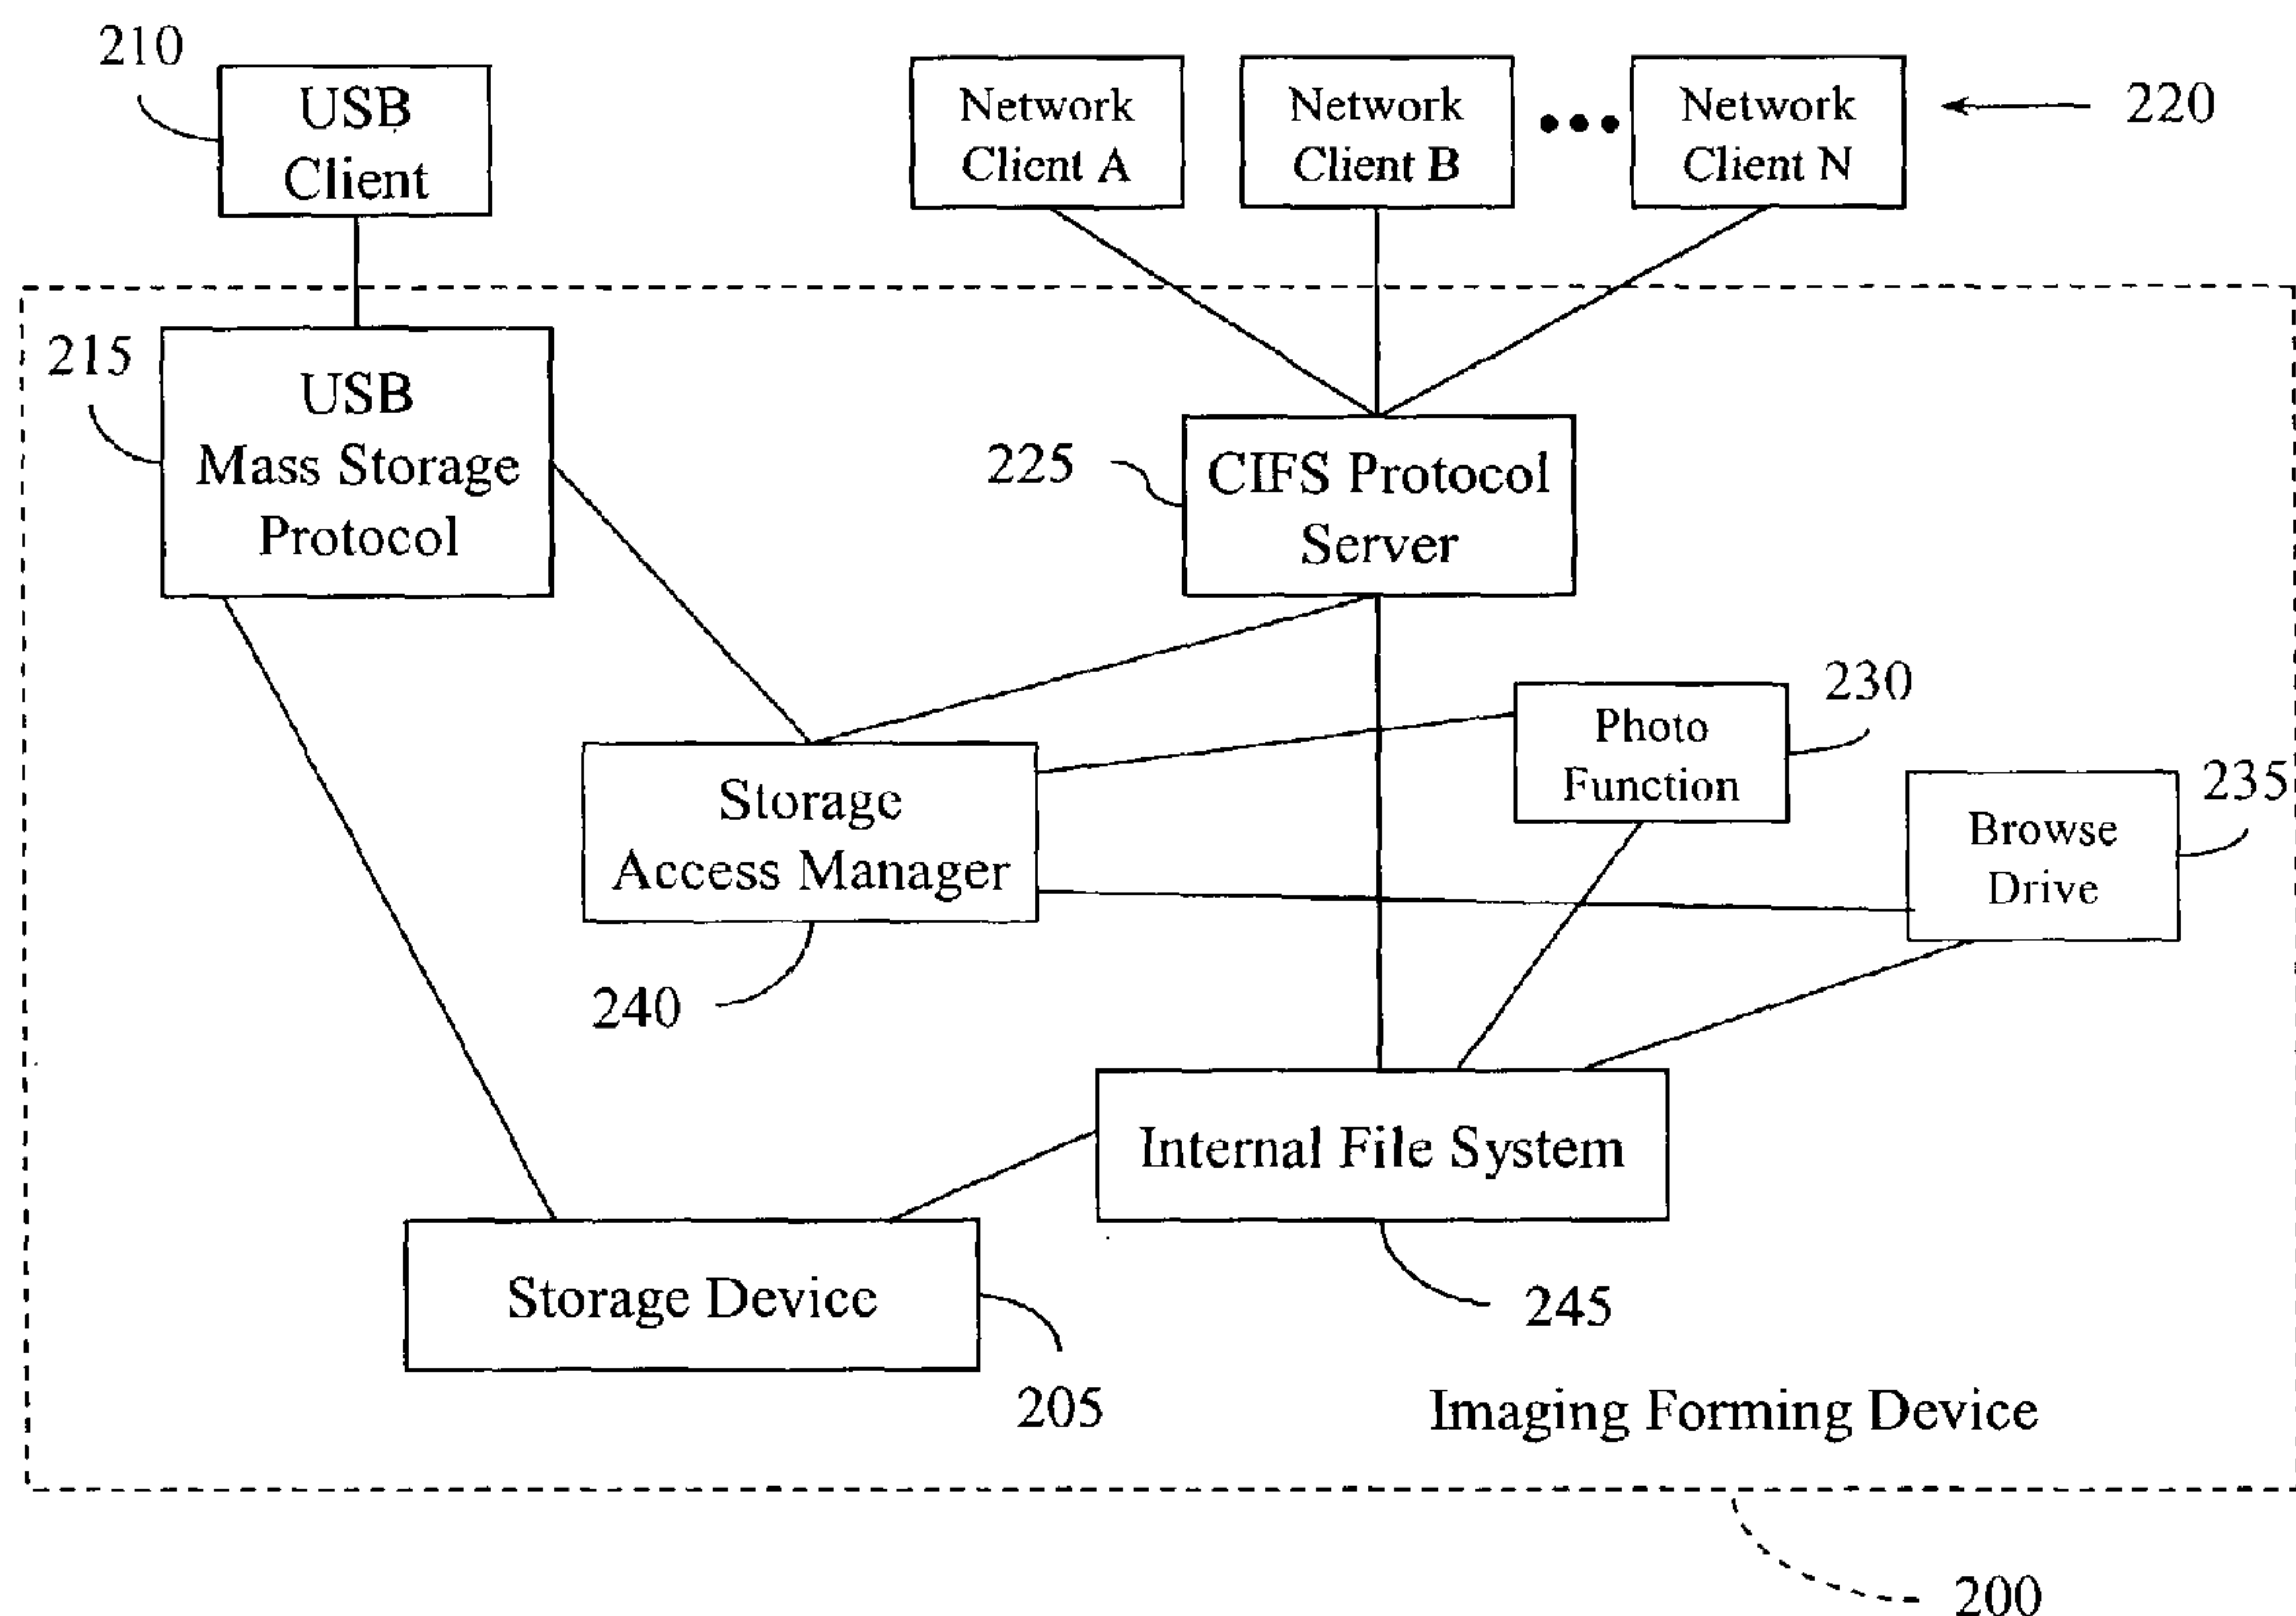 210
USB
Client
Network
Client A
Network
Client B
•••
Network
Client N
220
215
USB
Mass Storage
Protocol
225
CIFS Protocol
Server
230
Photo
Function
235
Browse
Drive
Storage
Access Manager
240
Internal File System
245
Storage Device
205
Imaging Forming Device
200